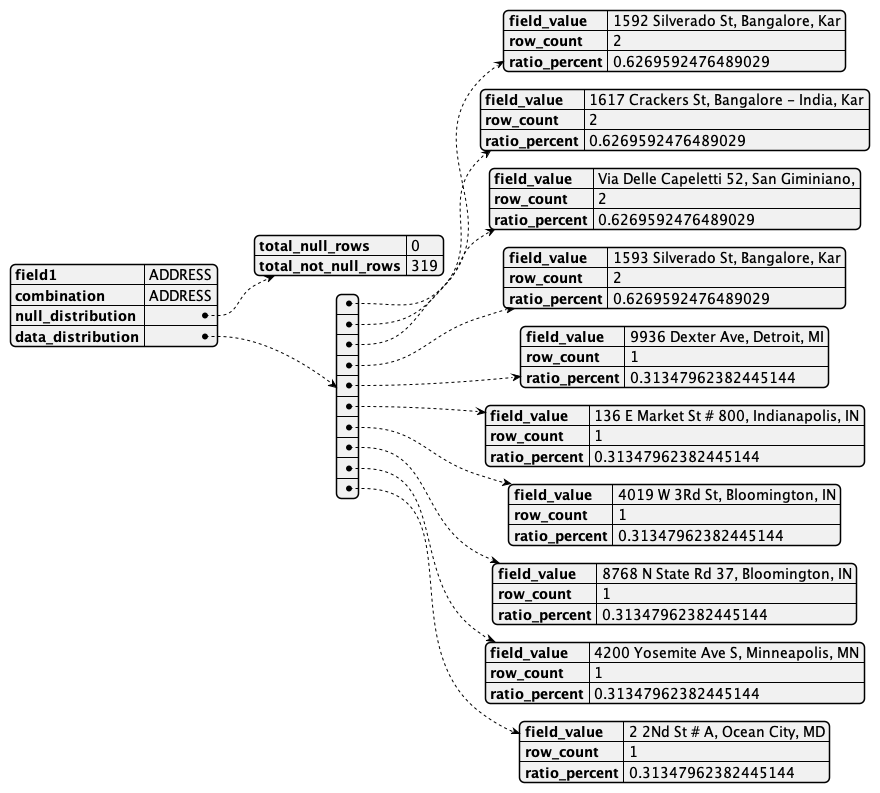 field1 ADDRESS
combination ADDRESS
null_distribution
data_distribution
total_null_rows 0
total_not_null_rows 319
field_value 1592 Silverado St, Bangalore, Kar
row_count 2
ratio_percent 0.6269592476489029
field_value 1617 Crackers St, Bangalore - India, Kar
row_count 2
ratio_percent 0.6269592476489029
field_value Via Delle Capeletti 52, San Giminiano,
row_count 2
ratio_percent 0.6269592476489029
field_value 1593 Silverado St, Bangalore, Kar
row_count 2
ratio_percent 0.6269592476489029
field_value 9936 Dexter Ave, Detroit, MI
row_count 1
ratio_percent 0.31347962382445144
field_value 136 E Market St # 800, Indianapolis, IN
row_count 1
ratio_percent 0.31347962382445144
field_value 4019 W 3Rd St, Bloomington, IN
row_count 1
ratio_percent 0.31347962382445144
field_value 8768 N State Rd 37, Bloomington, IN
row_count 1
ratio_percent 0.31347962382445144
field_value 4200 Yosemite Ave S, Minneapolis, MN
row_count 1
ratio_percent 0.31347962382445144
field_value 2 2Nd St # A, Ocean City, MD
row_count 1
ratio_percent 0.31347962382445144